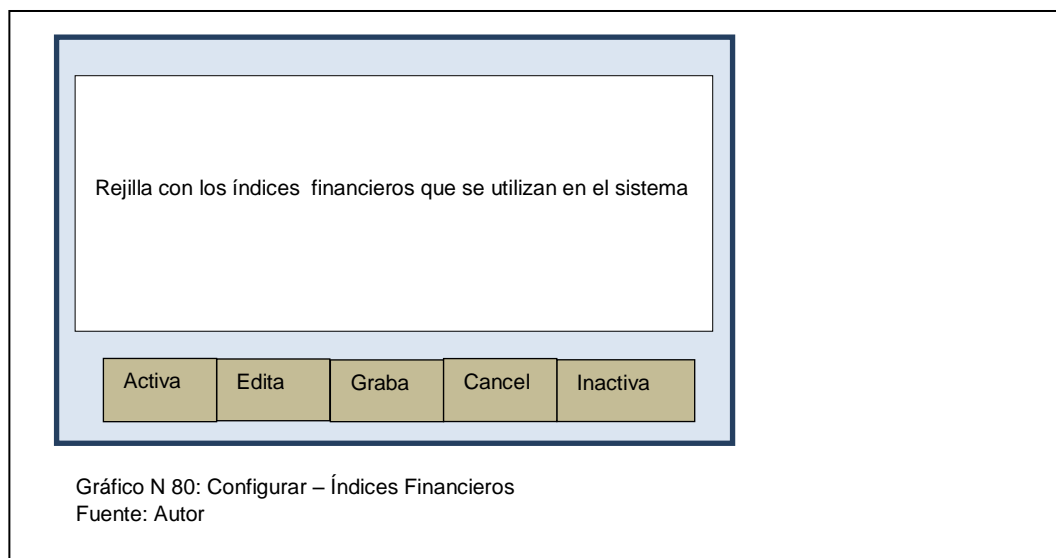 Rejilla con los índices  financieros que se utilizan en el sistema
Activa Edita Graba Cancel Inactiva
Gráfico N 80: Configurar – Índices Financieros
Fuente: Autor